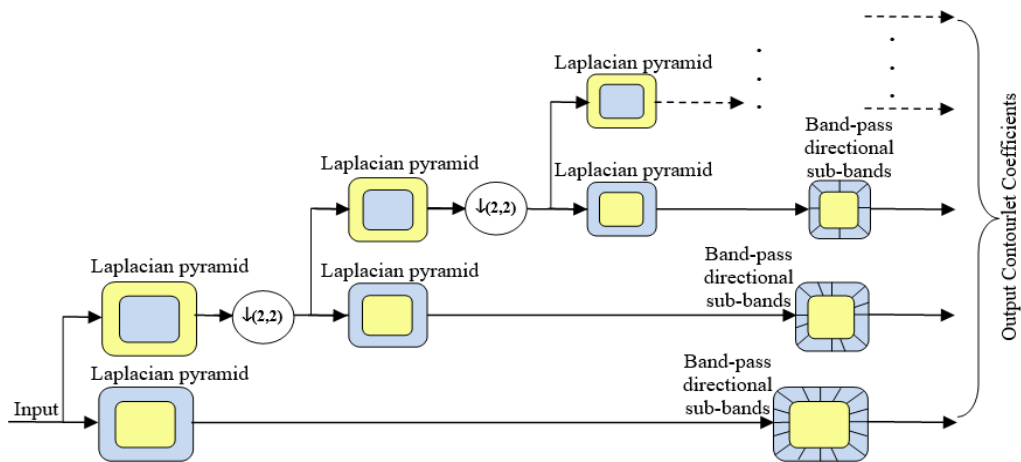 Laplacian pyramid
Band-pass
directional
sub-bands
Laplacian pyramid
Laplacian pyramid
↓(2,2)
Laplacian pyramid
Band-pass
directional
sub-bands
Laplacian pyramid
↓(2,2)
Laplacian pyramid
Band-pass
directional
sub-bands
Input
Output Contourlet Coefficients